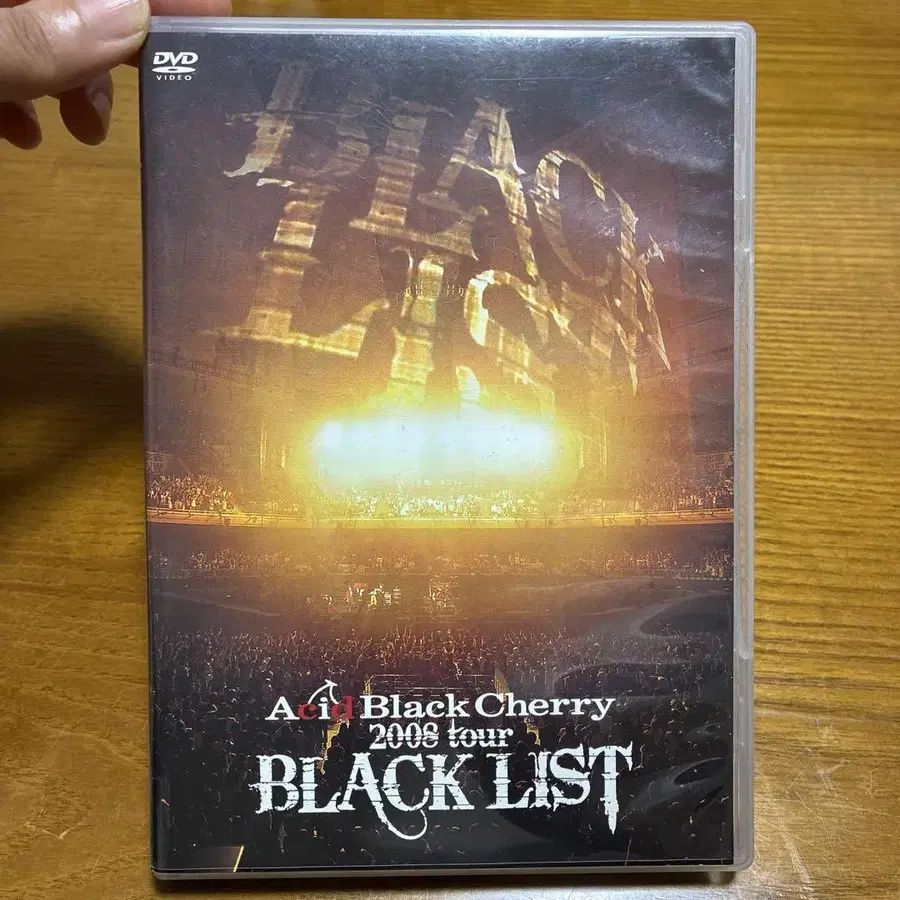 DVD
VIDEO
BLACK
LIST
Acid Black Cherry
2008 tour
BLACK LIST